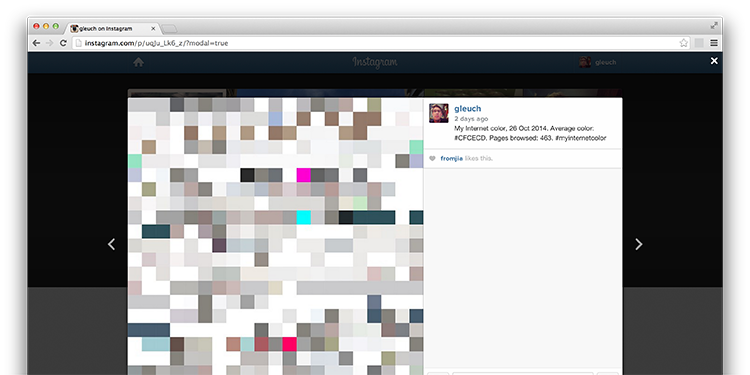 gleuch on Instagram
instagram.com/p/uqJu_Lk6_z/?modal=true
Instagram
gleuch
gleuch
2 days ago
My Internet color, 26 Oct 2014. Average color:
#CFCECD. Pages browsed: 463. #myinternetcolor
fromjia likes this.